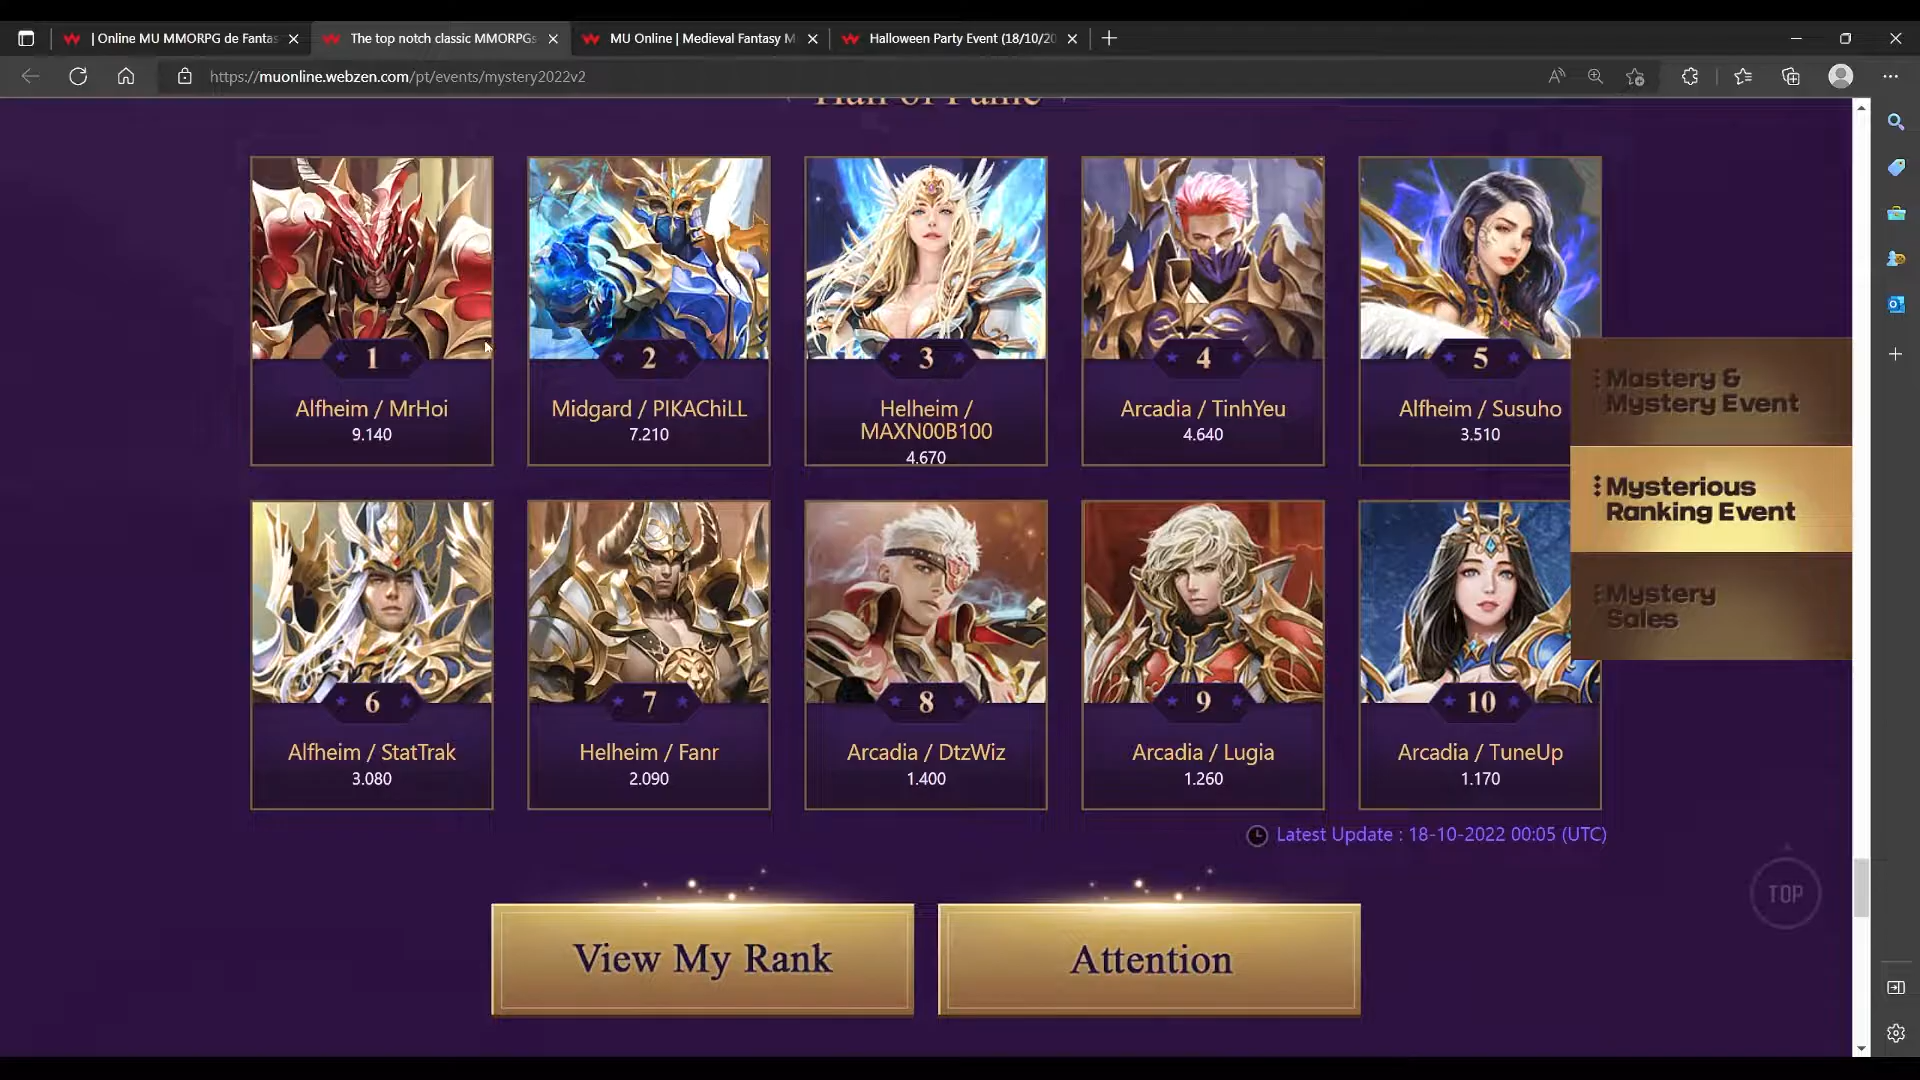 | Online MU MMORPG de Fantas
The top notch classic MMORPGs
MU Online | Medieval Fantasy M
Halloween Party Event (18/10/20
https://muonline.webzen.com/pt/events/mystery2022v2
Hall of Fame
1
Alfheim / MrHoi
9.140
2
Midgard / PIKAChiLL
7.210
3
Helheim /
MAXN00B100
4.670
4
Arcadia / TinhYeu
4.640
5
Alfheim / Susuho
3.510
Mastery &
Mystery Event
Mysterious
Ranking Event
Mystery
Sales
6
Alfheim / StatTrak
3.080
7
Helheim / Fanr
2.090
8
Arcadia / DtzWiz
1.400
9
Arcadia / Lugia
1.260
10
Arcadia / TuneUp
1.170
Latest Update : 18-10-2022 00:05 (UTC)
TOP
View My Rank
Attention